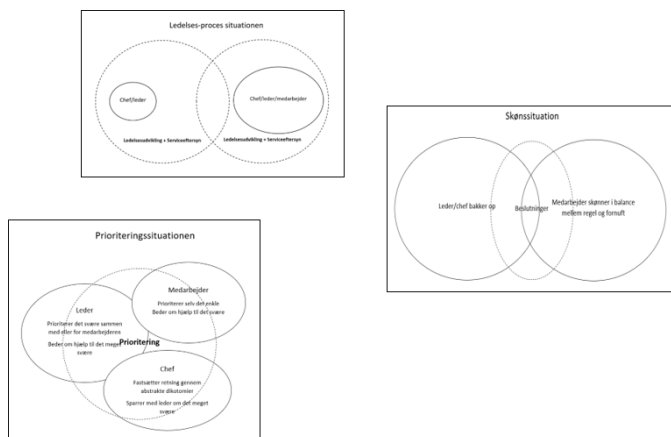 Ledelses-proces situationen
Chef/leder
Chef/leder/medarbejder
Ledelsesudvikling + Serviceeftersyn
Ledelsesudvikling + Serviceeftersyn
Skønssituation
Leder/chef bakker op
Beslutninger
Medarbejder skønner i balance
mellem regel og fornuft
Prioriteringssituationen
Medarbejder
Prioriterer selv det enkle
Beder om hjælp til det svære
Leder
Prioriterer det svære sammen
med eller for medarbejderes
Beder om hjælp til det meget
svære
Prioritering
Chef
Fastsætter retning gennem
abstrakte dikotomier
Sparrer med leder om det meget
svære